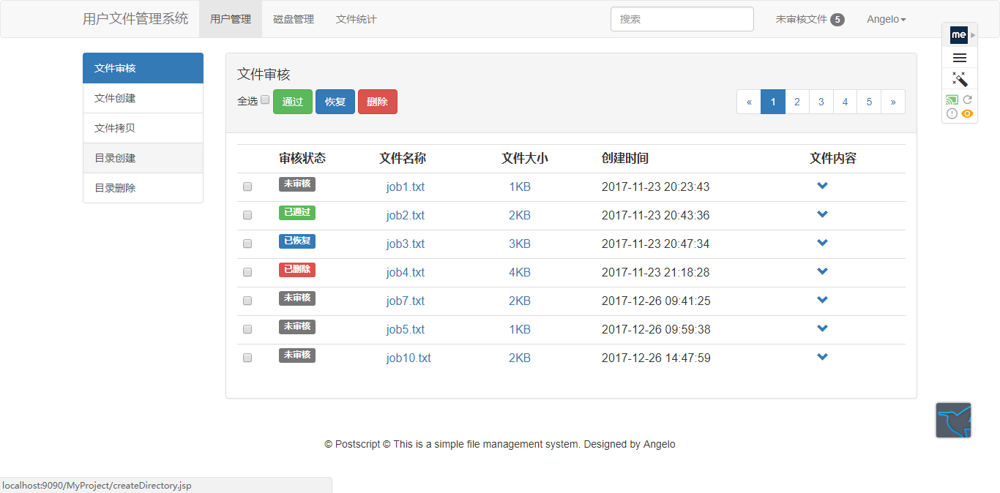 用户文件管理系统 用户管理 磁盘管理 文件统计 搜索 未审核文件 5 Angelo
me
文件审核
文件创建
文件拷贝
目录创建
目录删除
文件审核
全选 通过 恢复 删除 « 1 2 3 4 5 »
审核状态 文件名称 文件大小 创建时间 文件内容
未审核 job1.txt 1KB 2017-11-23 20:23:43
已通过 job2.txt 2KB 2017-11-23 20:43:36
已恢复 job3.txt 3KB 2017-11-23 20:47:34
已删除 job4.txt 4KB 2017-11-23 21:18:28
未审核 job7.txt 2KB 2017-12-26 09:41:25
未审核 job5.txt 1KB 2017-12-26 09:59:38
未审核 job10.txt 2KB 2017-12-26 14:47:59
© Postscript © This is a simple file management system. Designed by Angelo
localhost:9090/MyProject/createDirectory.jsp